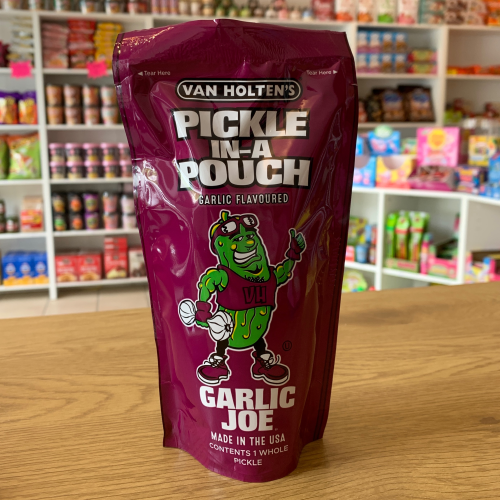 Tear Here
Tear Here
VAN HOLTEN'S
PICKLE
IN-A
POUCH
GARLIC FLAVOURED
VH
GARLIC
JOE
MADE IN THE USA
CONTENTS 1 WHOLE
PICKLE